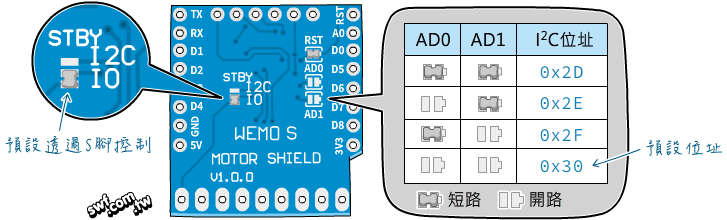 STBY
I2C
IO
預設透過S腳控制
TX
RX
D1
D2
D4
GND
5V
RST
A0
D0
D5
D6
D7
D8
3V3
RST
AD0
AD1
STBY
I2C
IO
WEMO S
MOTOR SHIELD
V1.0.0
swf.com.tw
AD0 AD1 I²C位址
0x2D
0x2E
0x2F
0x30
預設位址
短路 開路